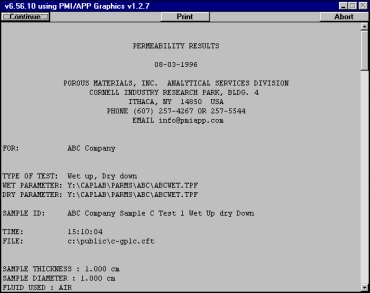 v6.56.10 using PMI/APP Graphics v1.2.7
Continue Print Abort
PERMEABILITY RESULTS
08-03-1996
POROUS MATERIALS, INC. ANALYTICAL SERVICES DIVISION
CORNELL INDUSTRY RESEARCH PARK, BLDG. 4
ITHACA, NY 14850 USA
PHONE (607) 257-4267 OR 257-5544
EMAIL info@pmiapp.com
FOR: ABC Company
TYPE OF TEST: Wet up, Dry down
WET PARAMETER: Y:\CAPLAB\PARMS\ABC\ABCWET.TPF
DRY PARAMETER: Y:\CAPLAB\PARMS\ABC\ABCWET.TPF
SAMPLE ID: ABC Company Sample C Test 1 Wet Up dry Down
TIME: 15:10:04
FILE: c:\public\c-gplc.cft
SAMPLE THICKNESS : 1.000 cm
SAMPLE DIAMETER : 1.000 cm
FLUID USED : AIR